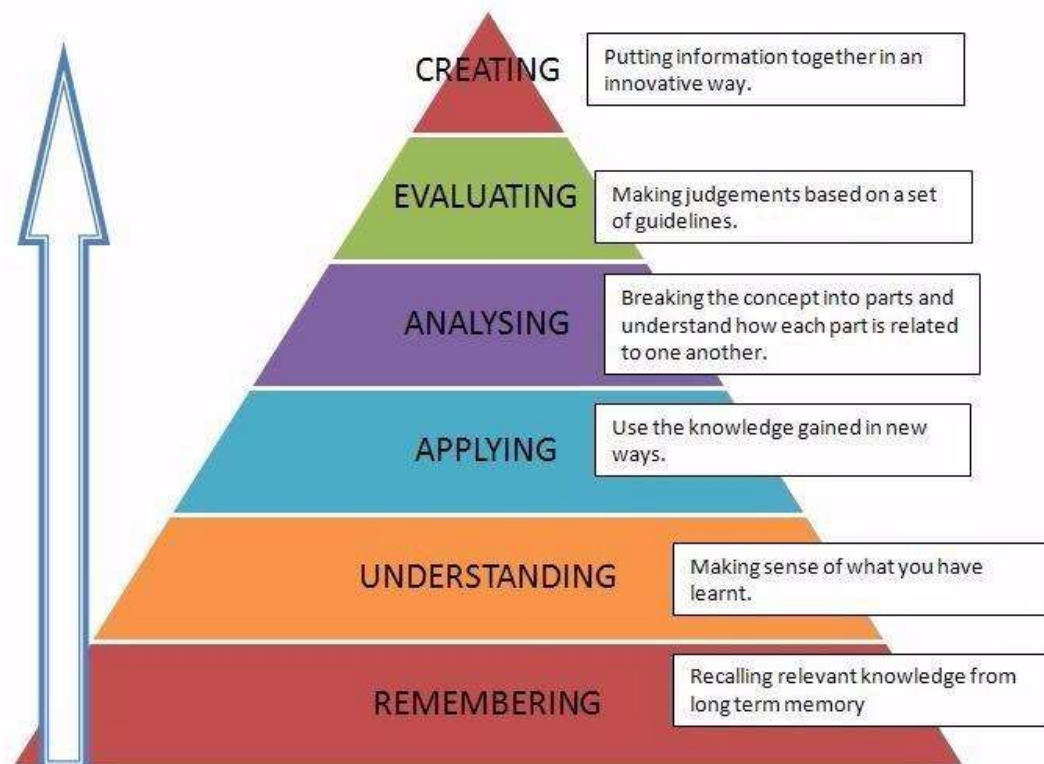 CREATING
Putting information together in an
innovative way.
EVALUATING
Making judgements based on a set
of guidelines.
ANALYSING
Breaking the concept into parts and
understand how each part is related
to one another.
APPLYING
Use the knowledge gained in new
ways.
UNDERSTANDING
Making sense of what you have
learnt.
REMEMBERING
Recalling relevant knowledge from
long term memory